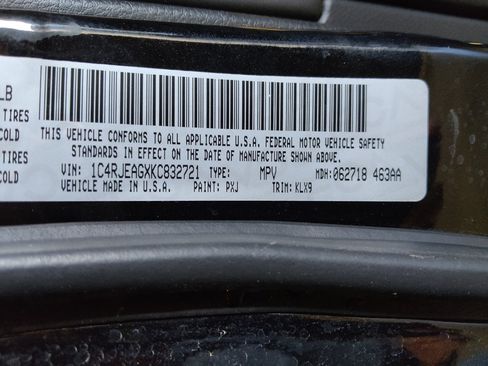 LB
TIRES
COLD
TIRES
COLD
THIS VEHICLE CONFORMS TO ALL APPLICABLE U.S.A. FEDERAL MOTOR VEHICLE SAFETY
STANDARDS IN EFFECT ON THE DATE OF MANUFACTURE SHOWN ABOVE.
VIN: 1C4RJEAGXKC832721 TYPE: MPV MDH: 062718 463AA
VEHICLE MADE IN U.S.A. PAINT: PXJ TRIM: KLX9